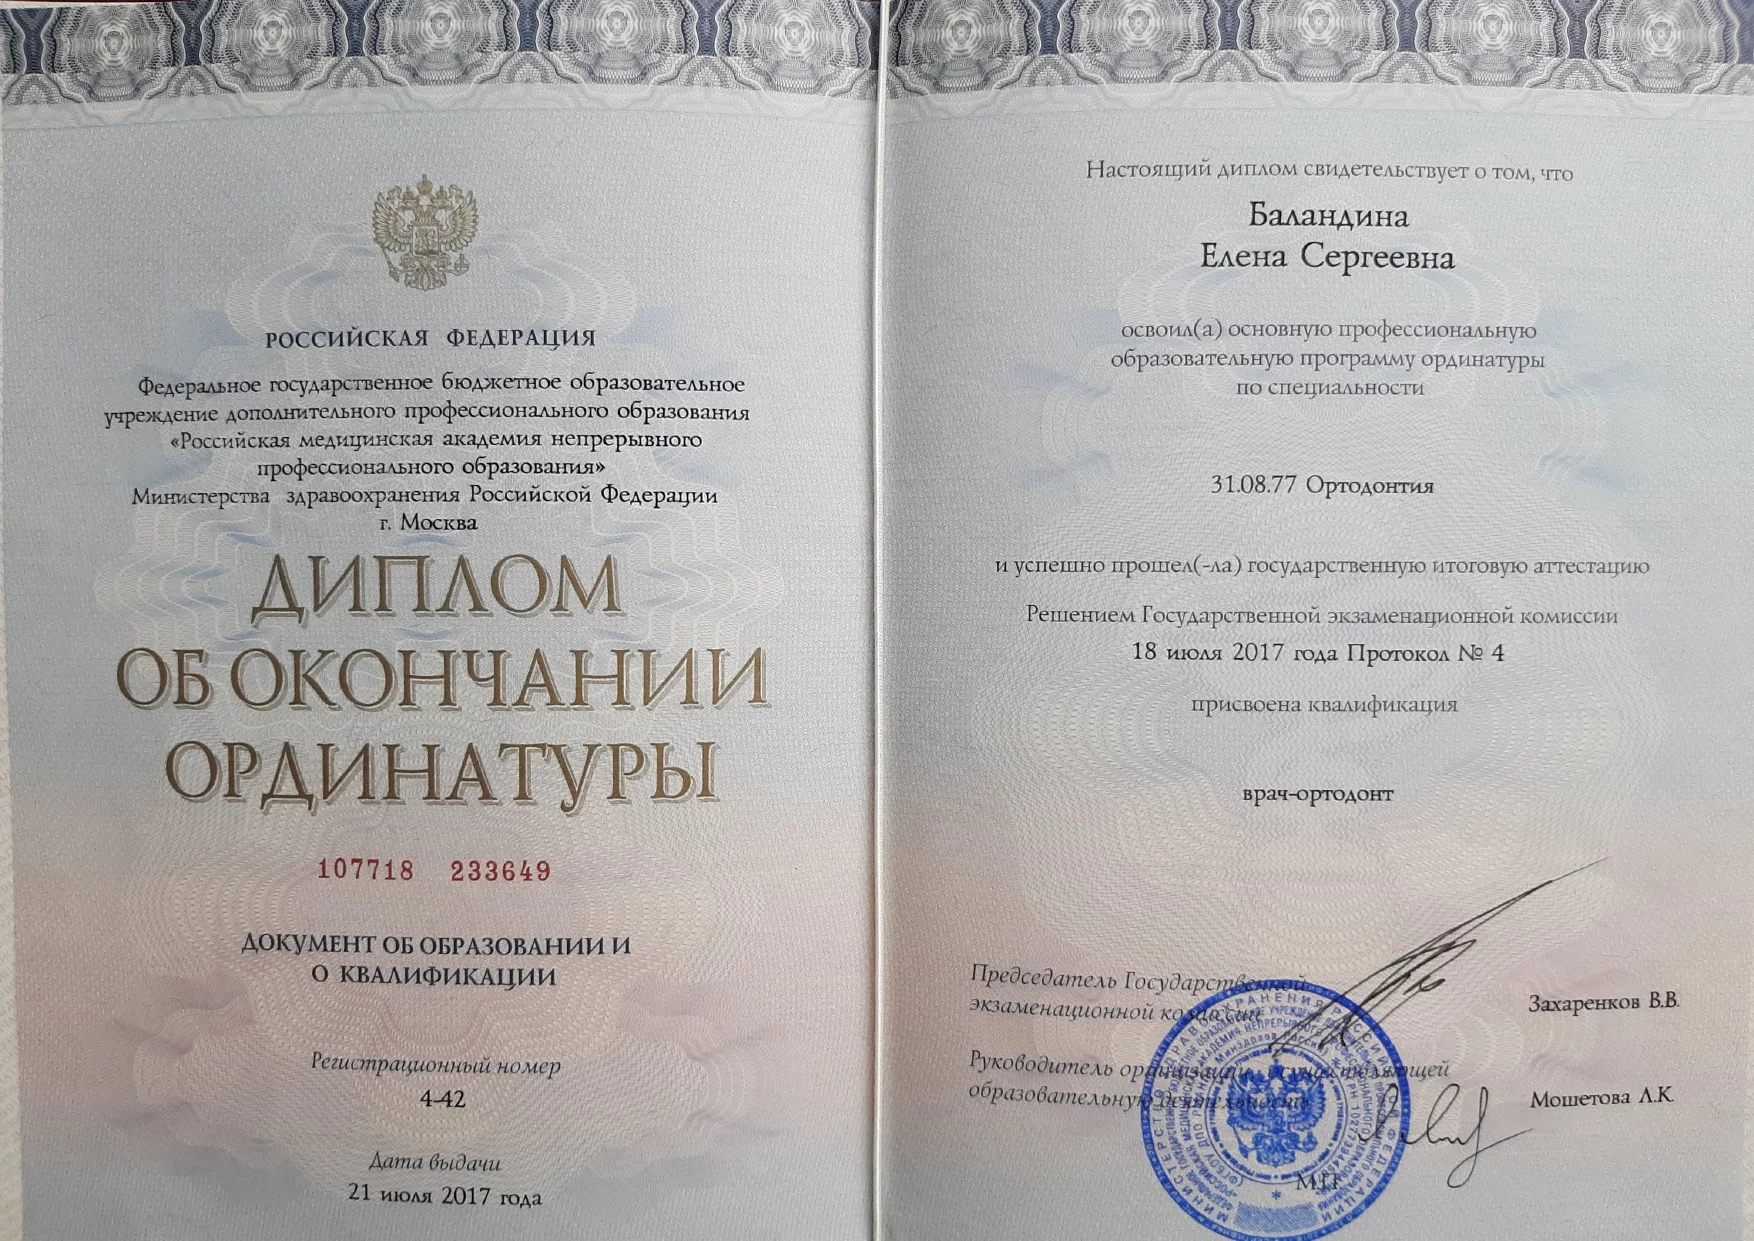 РОССИЙСКАЯ ФЕДЕРАЦИЯ
Федеральное государственное бюджетное образовательное
учреждение дополнительного профессионального образования
«Российская медицинская академия непрерывного
профессионального образования»
Министерства здравоохранения Российской Федерации
г. Москва
ДИПЛОМ
ОБ ОКОНЧАНИИ
ОРДИНАТУРЫ
107718 233649
ДОКУМЕНТ ОБ ОБРАЗОВАНИИ И
О КВАЛИФИКАЦИИ
Регистрационный номер
4-42
Дата выдачи
21 июля 2017 года
Настоящий диплом свидетельствует о том, что
Баландина
Елена Сергеевна
освоил(а) основную профессиональную
образовательную программу ординатуры
по специальности
31.08.77 Ортодонтия
и успешно прошел(-ла) государственную итоговую аттестацию
Решением Государственной экзаменационной комиссии
18 июля 2017 года Протокол № 4
присвоена квалификация
врач-ортодонт
Председатель Государственной
экзаменационной комиссии
Захаренков В.В.
Руководитель организации, осуществляющей
образовательную деятельность
Мошетова Л.К.
М.П.